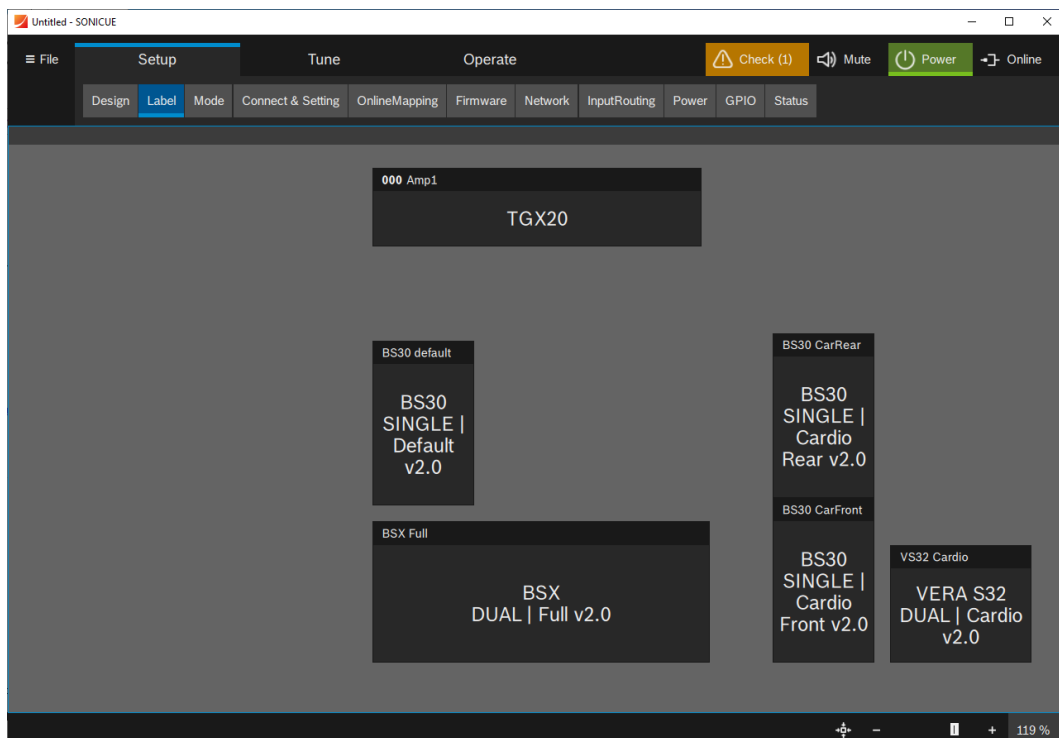 Untitled - SONICUE
File
Setup
Tune
Operate
Check (1)
Mute
Power
Online
Design
Label
Mode
Connect & Setting
OnlineMapping
Firmware
Network
InputRouting
Power
GPIO
Status
000 Amp1
TGX20
BS30 default
BS30
SINGLE |
Default
v2.0
BS30 CarRear
BS30
SINGLE |
Cardio
Rear v2.0
BS30 CarFront
BS30
SINGLE |
Cardio
Front v2.0
BSX Full
BSX
DUAL | Full v2.0
VS32 Cardio
VERA S32
DUAL | Cardio
v2.0
119 %